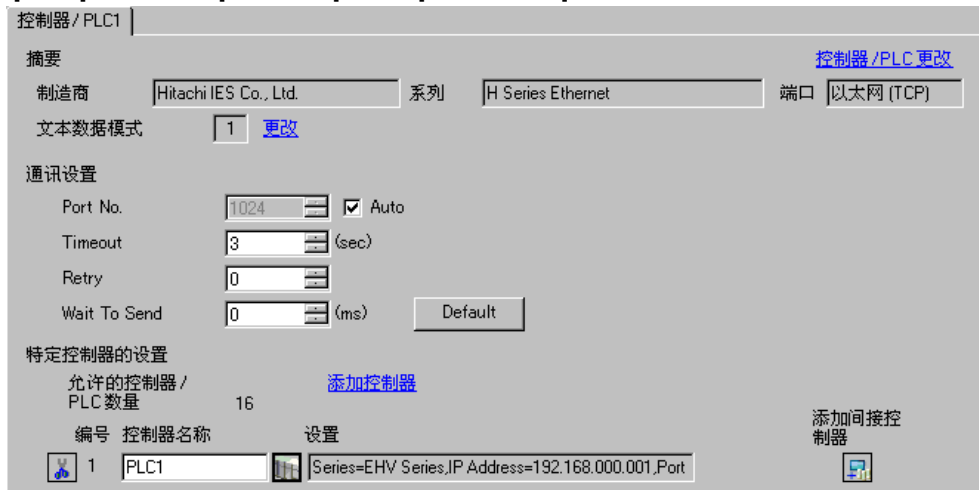 控制器/PLC1
摘要 控制器/PLC更改
制造商 Hitachi IES Co., Ltd. 系列 H Series Ethernet 端口 以太网 (TCP)
文本数据模式 1 更改
通讯设置
Port No. 1024 Auto
Timeout 3 (sec)
Retry 0
Wait To Send 0 (ms) Default
特定控制器的设置
允许的控制器/ 添加控制器
PLC数量 16
添加间接控
编号 控制器名称 设置 制器
1 PLC1 Series=EHV Series,IP Address=192.168.000.001,Port